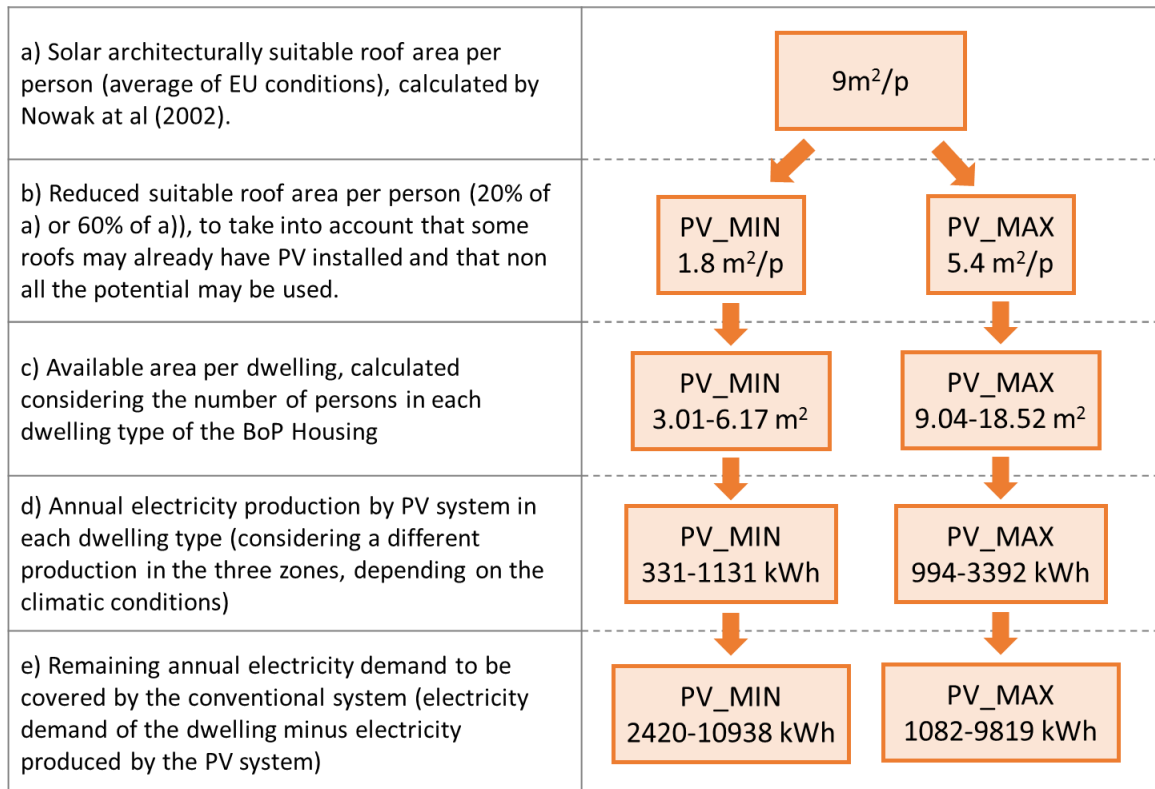 a) Solar architecturally suitable roof area per
person (average of EU conditions), calculated by
Nowak at al (2002).
9m²/p
b) Reduced suitable roof area per person (20% of
a) or 60% of a)), to take into account that some
roofs may already have PV installed and that non
all the potential may be used.
PV_MIN
1.8 m²/p
PV_MAX
5.4 m²/p
c) Available area per dwelling, calculated
considering the number of persons in each
dwelling type of the BoP Housing
PV_MIN
3.01-6.17 m²
PV_MAX
9.04-18.52 m²
d) Annual electricity production by PV system in
each dwelling type (considering a different
production in the three zones, depending on the
climatic conditions)
PV_MIN
331-1131 kWh
PV_MAX
994-3392 kWh
e) Remaining annual electricity demand to be
covered by the conventional system (electricity
demand of the dwelling minus electricity
produced by the PV system)
PV_MIN
2420-10938 kWh
PV_MAX
1082-9819 kWh